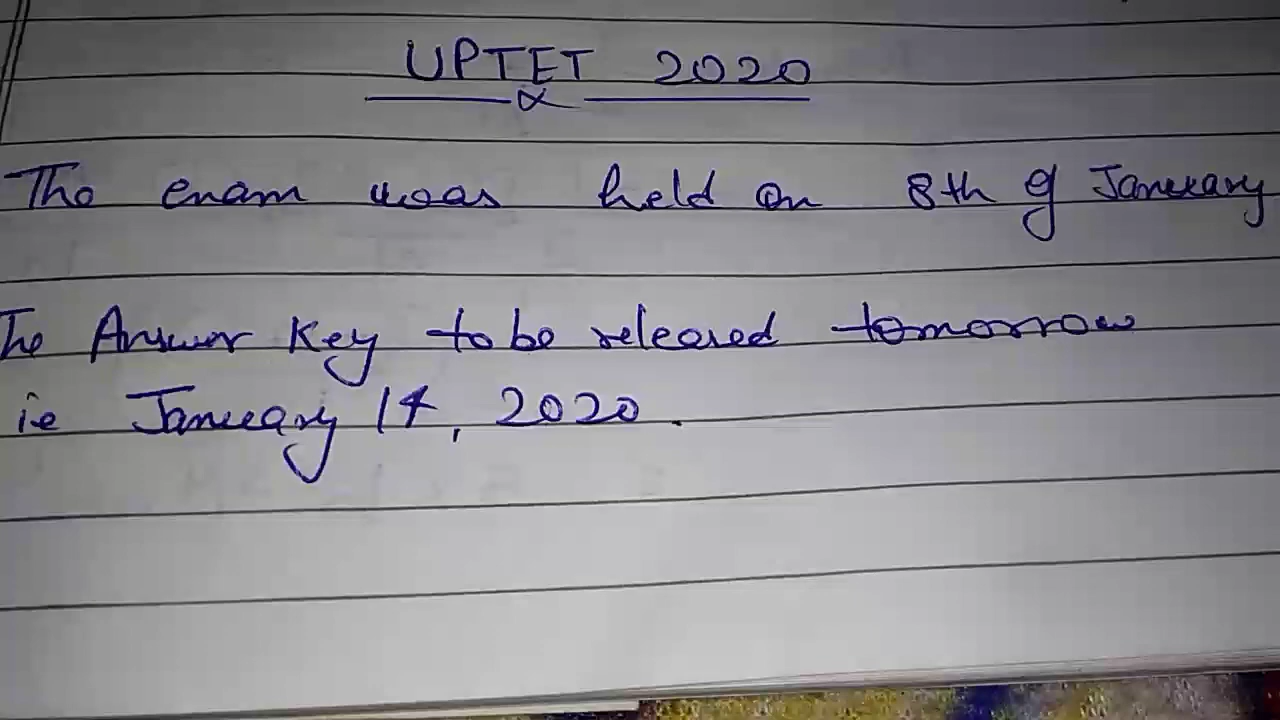 UPTET 2020
The exam was held on 8th of January
The Answer Key to be released tomorrow
ie January 14, 2020.